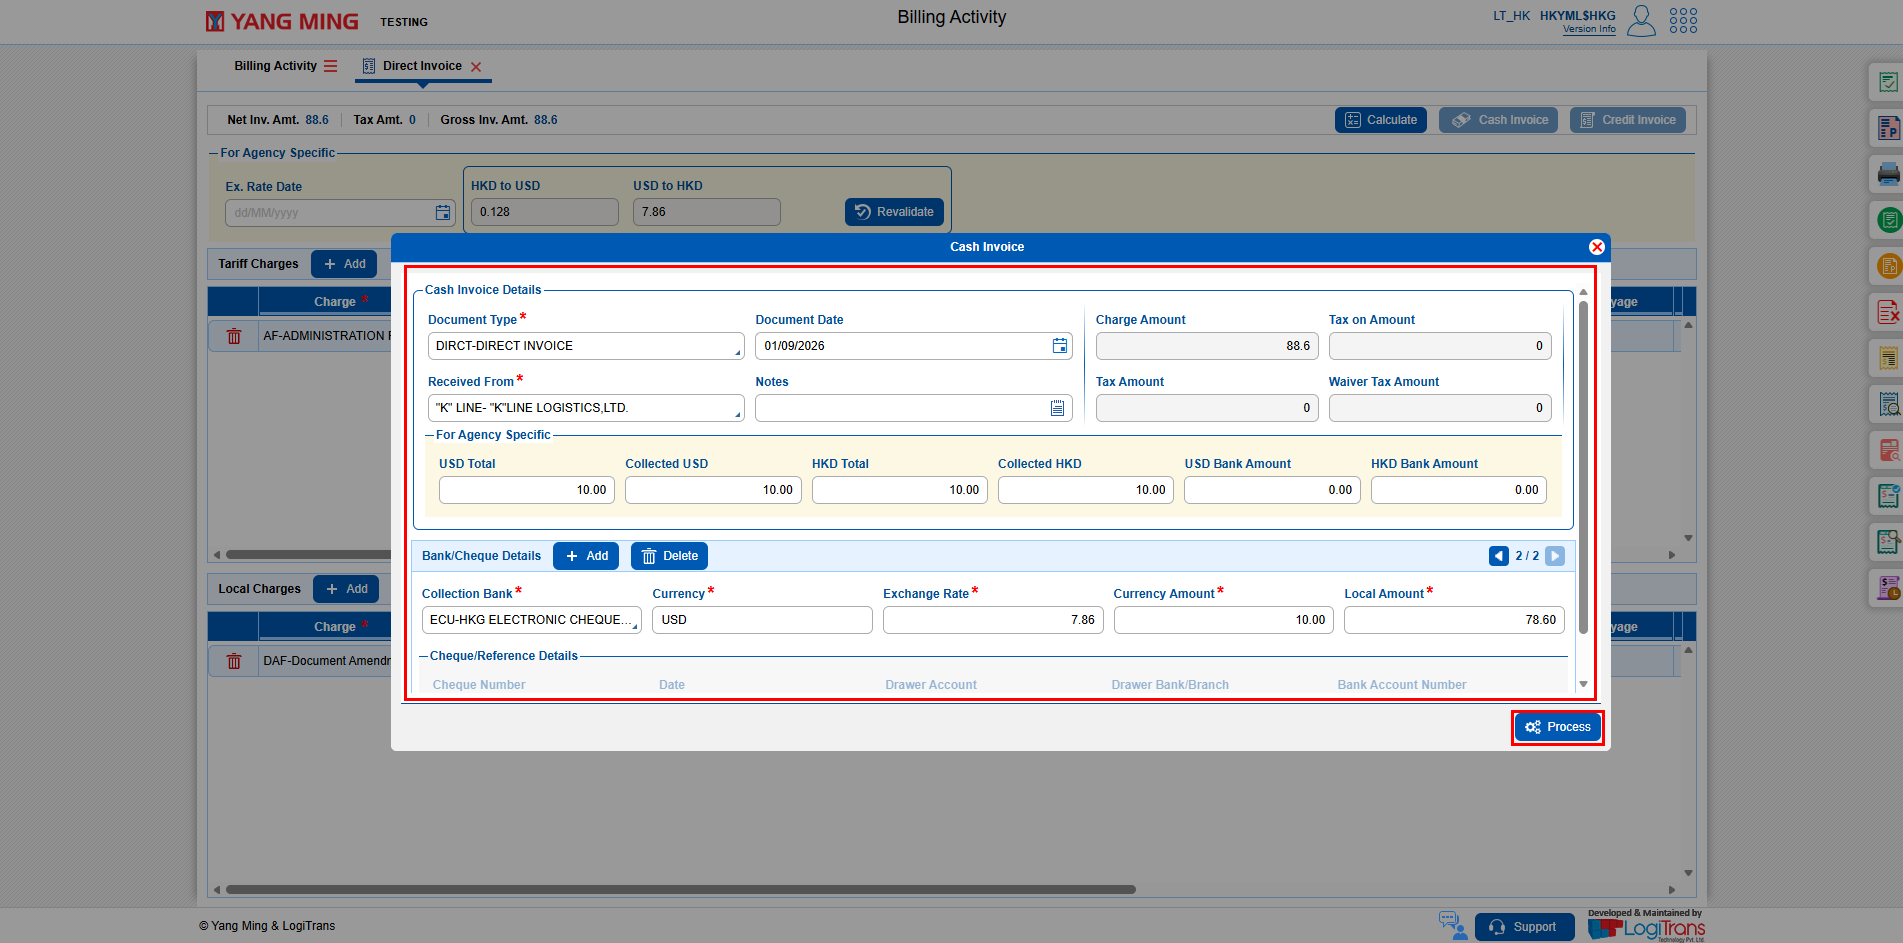 YANG MING TESTING
Billing Activity
LT_HK HKYML$HKG
Version Info
Billing Activity Direct Invoice
Net Inv. Amt. 88.6 Tax Amt. 0 Gross Inv. Amt. 88.6
Calculate Cash Invoice Credit Invoice
For Agency Specific
Ex. Rate Date HKD to USD USD to HKD
dd/MM/yyyy 0.128 7.86 Revalidate
Cash Invoice
Tariff Charges Add
Charge * yage
AF-ADMINISTRATION
Cash Invoice Details
Document Type * Document Date Charge Amount Tax on Amount
DIRCT-DIRECT INVOICE 01/09/2026 88.6 0
Received From * Notes Tax Amount Waiver Tax Amount
"K" LINE- "K"LINE LOGISTICS,LTD. 0 0
For Agency Specific
USD Total Collected USD HKD Total Collected HKD USD Bank Amount HKD Bank Amount
10.00 10.00 10.00 10.00 0.00 0.00
Bank/Cheque Details Add Delete 2 / 2
Collection Bank * Currency * Exchange Rate * Currency Amount * Local Amount *
ECU-HKG ELECTRONIC CHEQUE... USD 7.86 10.00 78.60
Cheque/Reference Details
Cheque Number Date Drawer Account Drawer Bank/Branch Bank Account Number
Process
Local Charges Add
Charge * yage
DAF-Document Amendr
© Yang Ming & LogiTrans
Support
Developed & Maintained by
LogiTrans
Technology Pvt. Ltd.